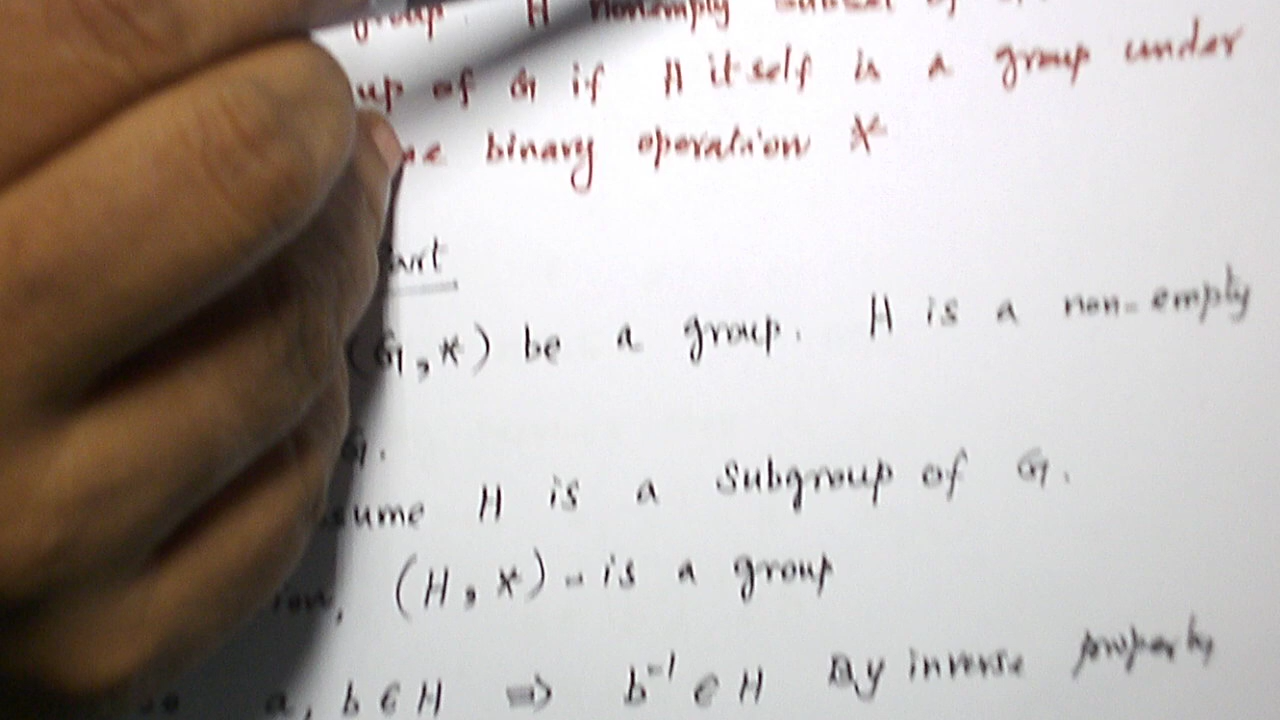 group. H nonempty subset of
up of G if H itself is a group under
binary operation *
(G, *) be a group. H is a non-empty
G.
sume H is a subgroup of G.
(H, *) - is a group
a, b ∈ H ⇒ b⁻¹ ∈ H By inverse property